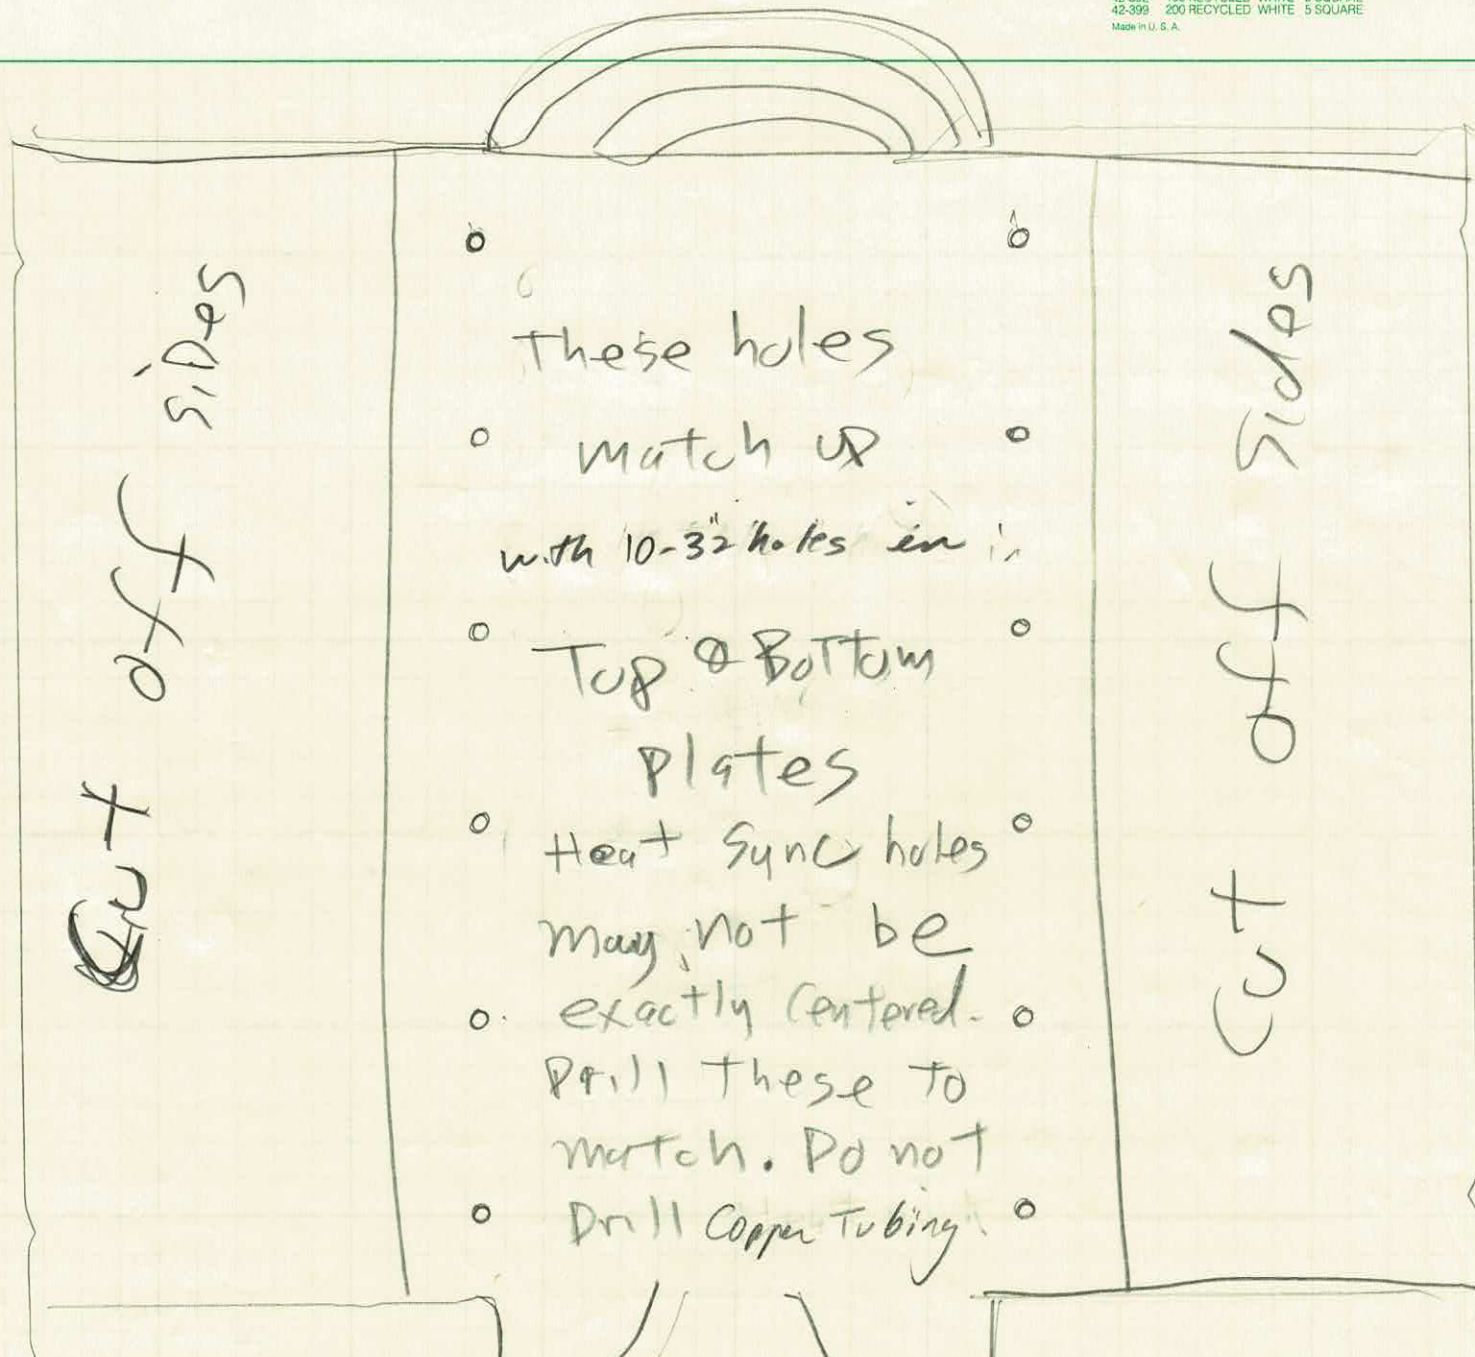 42-399 200 RECYCLED WHITE 5 SQUARE
Made in U. S. A.
Cut off siDes
These holes
match up
with 10-32" holes in in
Top & Bottom
plates
Heat Sync holes
may not be
exactly Centered.
Drill these to
match. Do not
Drill Copper Tubing.
Cut off Sides